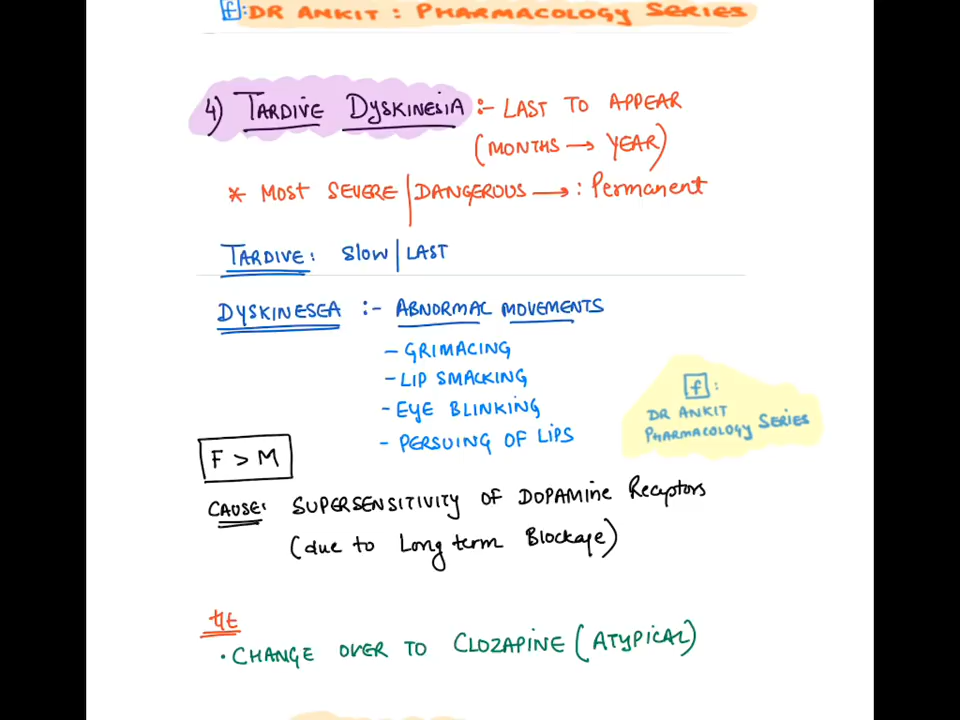 f: DR ANKIT : PHARMACOLOGY SERIES
4) TARDIVE DYSKINESIA :- LAST TO APPEAR
(MONTHS → YEAR)
* MOST SEVERE | DANGEROUS → : Permanent
TARDIVE: Slow | LAST
DYSKINESEA :- ABNORMAL MOVEMENTS
- GRIMACING
- LIP SMACKING
- EYE BLINKING
- PERSUING OF LIPS
f:
DR ANKIT
PHARMACOLOGY SERIES
F > M
CAUSE: SUPERSENSITIVITY OF DOPAMINE Receptors
(due to Long term Blockage)
t/t
• CHANGE OVER TO CLOZAPINE (ATYPICAL)